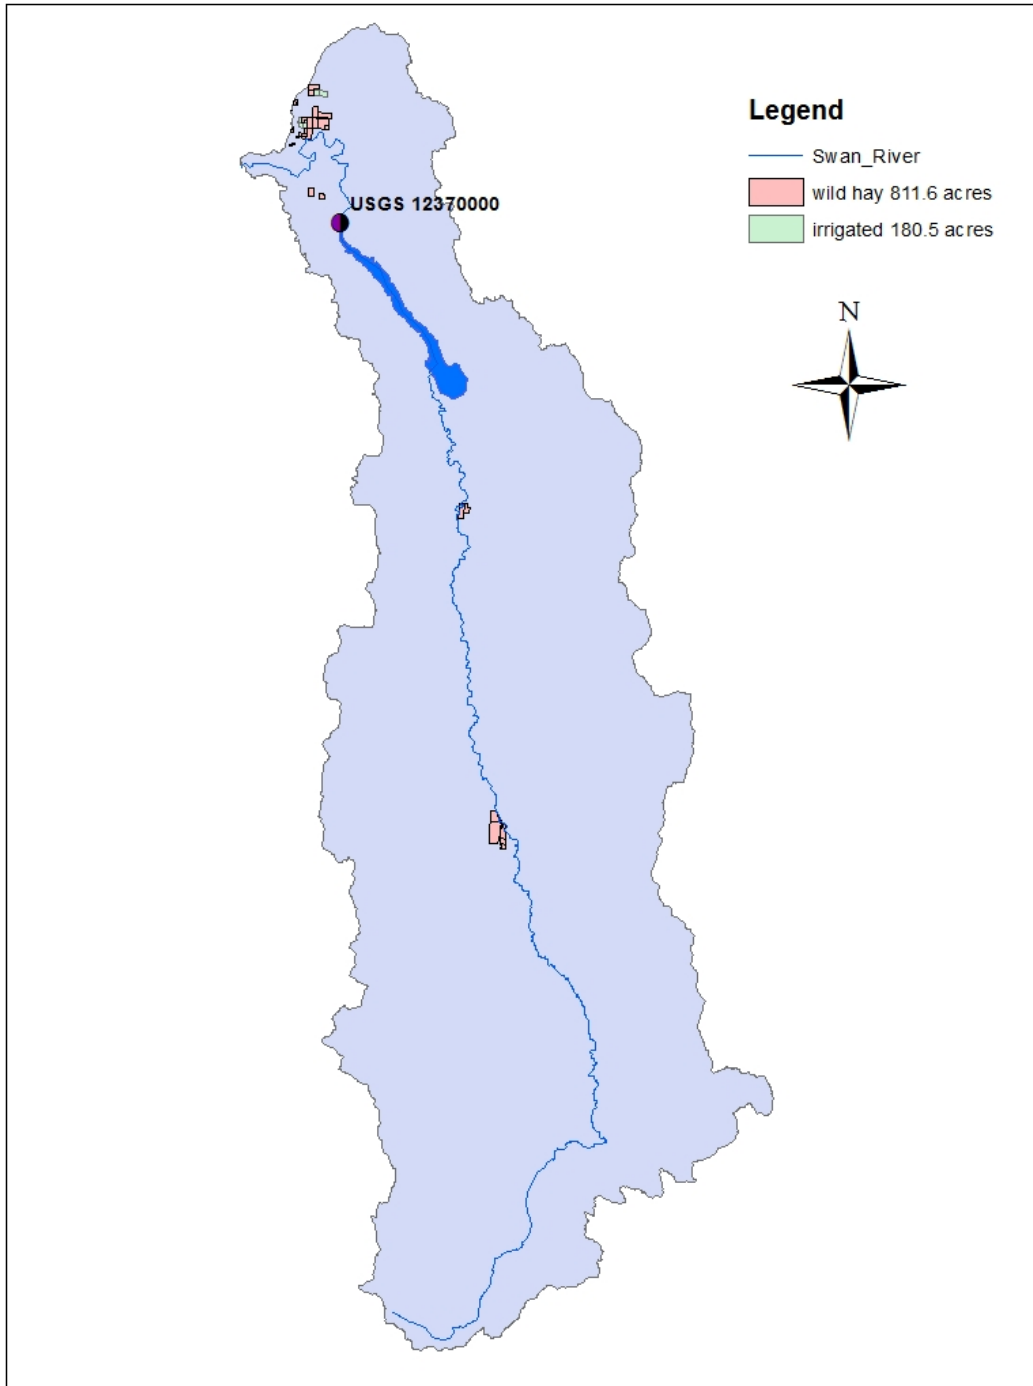 Legend
Swan_River
wild hay 811.6 acres
USGS 12370000
irrigated 180.5 acres
N